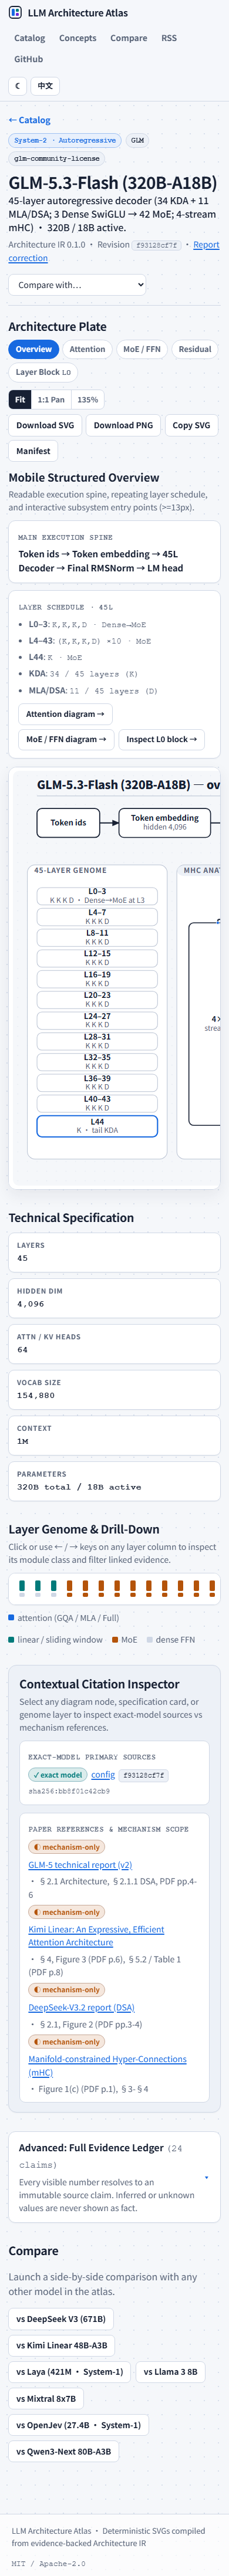 LLM Architecture Atlas
Catalog Concepts Compare RSS
GitHub
☾ 中文
← Catalog
System-2 · Autoregressive GLM
glm-community-license
GLM-5.3-Flash (320B-A18B)
45-layer autoregressive decoder (34 KDA + 11
MLA/DSA; 3 Dense SwiGLU → 42 MoE; 4-stream
mHC) · 320B / 18B active.
Architecture IR 0.1.0 · Revision f93128cf7f · Report
correction
Compare with…
Architecture Plate
Overview Attention MoE / FFN Residual
Layer Block L0
Fit 1:1 Pan 135%
Download SVG Download PNG Copy SVG
Manifest
Mobile Structured Overview
Readable execution spine, repeating layer schedule,
and interactive subsystem entry points (>=13px).
MAIN EXECUTION SPINE
Token ids → Token embedding → 45L
Decoder → Final RMSNorm → LM head
LAYER SCHEDULE · 45L
• L0–3: K,K,K,D · Dense→MoE
• L4–43: (K,K,K,D) ×10 · MoE
• L44: K · MoE
• KDA: 34 / 45 layers (K)
• MLA/DSA: 11 / 45 layers (D)
Attention diagram →
MoE / FFN diagram → Inspect L0 block →
GLM-5.3-Flash (320B-A18B) — ov
Token ids
Token embedding
hidden 4,096
45-LAYER GENOME
MHC ANA
L0–3
K K K D · Dense→MoE at L3
L4–7
K K K D
L8–11
K K K D
L12–15
K K K D
L16–19
K K K D
L20–23
K K K D
L24–27
K K K D
L28–31
K K K D
L32–35
K K K D
L36–39
K K K D
L40–43
K K K D
L44
K · tail KDA
4×
strea
Technical Specification
LAYERS
45
HIDDEN DIM
4,096
ATTN / KV HEADS
64
VOCAB SIZE
154,880
CONTEXT
1M
PARAMETERS
320B total / 18B active
Layer Genome & Drill-Down
Click or use ← / → keys on any layer column to inspect
its module class and filter linked evidence.
attention (GQA / MLA / Full)
linear / sliding window MoE dense FFN
Contextual Citation Inspector
Select any diagram node, specification card, or
genome layer to inspect exact-model sources vs
mechanism references.
EXACT-MODEL PRIMARY SOURCES
✓ exact model config f93128cf7f
sha256:bb8f01c42cb9
PAPER REFERENCES & MECHANISM SCOPE
◐ mechanism-only
GLM-5 technical report (v2)
· § 2.1 Architecture, § 2.1.1 DSA, PDF pp.4-
6
◐ mechanism-only
Kimi Linear: An Expressive, Efficient
Attention Architecture
· § 4, Figure 3 (PDF p.6), § 5.2 / Table 1
(PDF p.8)
◐ mechanism-only
DeepSeek-V3.2 report (DSA)
· § 2.1, Figure 2 (PDF pp.3-4)
◐ mechanism-only
Manifold-constrained Hyper-Connections
(mHC)
· Figure 1(c) (PDF p.1), § 3- § 4
Advanced: Full Evidence Ledger (24
claims)
Every visible number resolves to an
immutable source claim. Inferred or unknown
values are never shown as fact.
Compare
Launch a side-by-side comparison with any
other model in the atlas.
vs DeepSeek V3 (671B)
vs Kimi Linear 48B-A3B
vs Laya (421M · System-1) vs Llama 3 8B
vs Mixtral 8x7B
vs OpenJev (27.4B · System-1)
vs Qwen3-Next 80B-A3B
LLM Architecture Atlas · Deterministic SVGs compiled
from evidence-backed Architecture IR
MIT / Apache-2.0